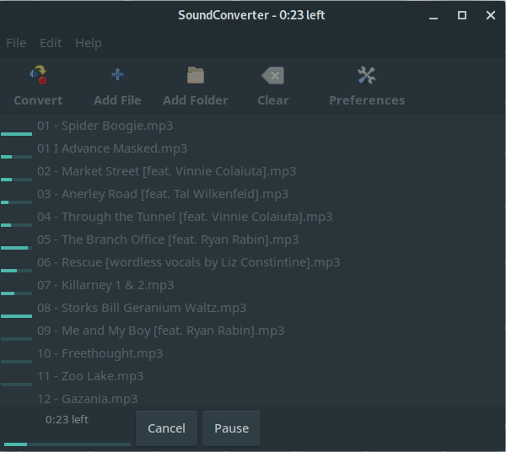 SoundConverter - 0:23 left
File Edit Help
Convert Add File Add Folder Clear Preferences
01 - Spider Boogie.mp3
01 I Advance Masked.mp3
02 - Market Street [feat. Vinnie Colaiuta].mp3
03 - Anerley Road [feat. Tal Wilkenfeld].mp3
04 - Through the Tunnel [feat. Vinnie Colaiuta].mp3
05 - The Branch Office [feat. Ryan Rabin].mp3
06 - Rescue [wordless vocals by Liz Constintine].mp3
07 - Killarney 1 & 2.mp3
08 - Storks Bill Geranium Waltz.mp3
09 - Me and My Boy [feat. Ryan Rabin].mp3
10 - Freethought.mp3
11 - Zoo Lake.mp3
12 - Gazania.mp3
0:23 left
Cancel Pause